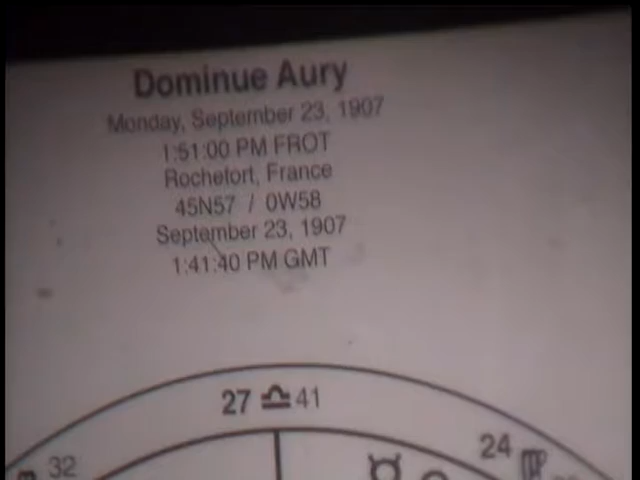 Dominue Aury
Monday, September 23, 1907
1:51:00 PM FROT
Rochefort, France
45N57 / 0W58
September 23, 1907
1:41:40 PM GMT
27 ♎ 41
24 ♍
32